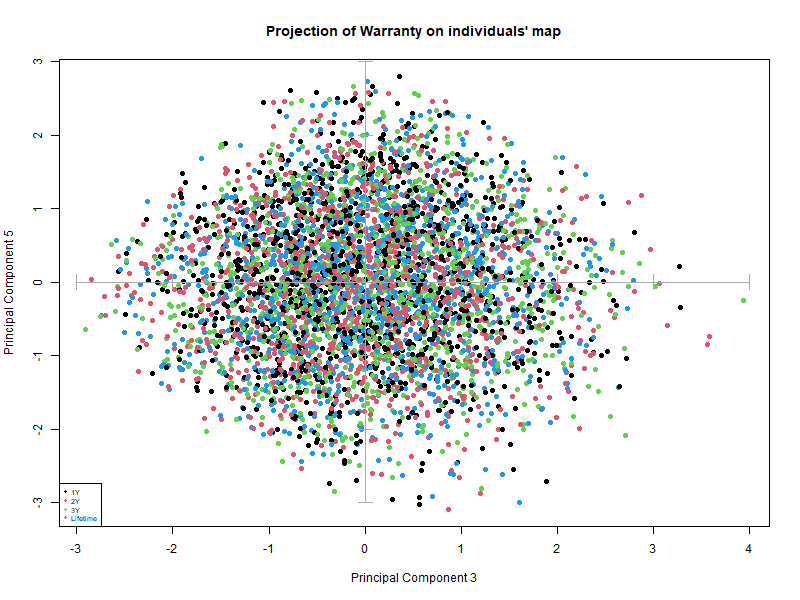 Projection of Warranty on individuals' map
3
2
1
0
-1
-2
-3
Principal Component 5
1Y
2Y
3Y
Lifetime
-3 -2 -1 0 1 2 3 4
Principal Component 3